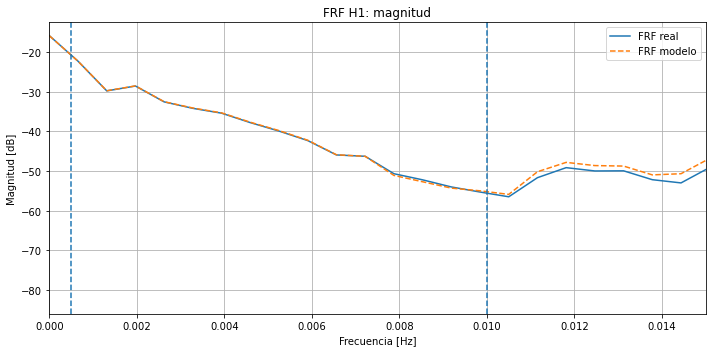 FRF H1: magnitud
FRF real
FRF modelo
Magnitud [dB]
−20
−30
−40
−50
−60
−70
−80
0.000 0.002 0.004 0.006 0.008 0.010 0.012 0.014
Frecuencia [Hz]